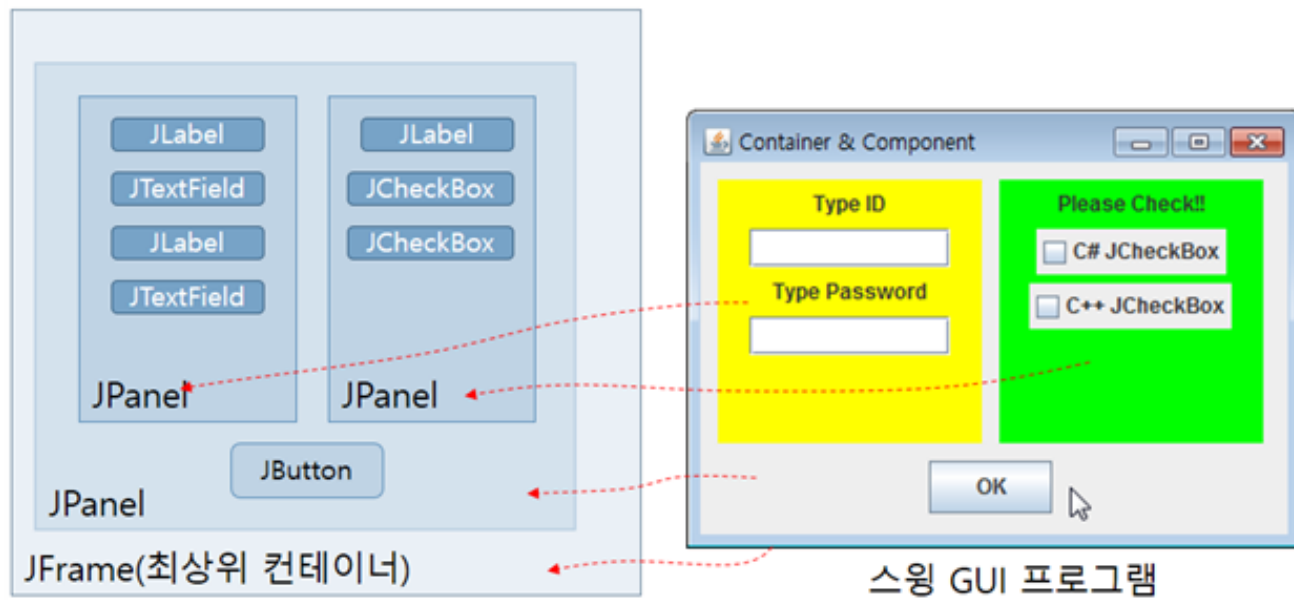 JLabel
JTextField
JLabel
JTextField
JPanel
JLabel
JCheckBox
JCheckBox
JPanel
JButton
JPanel
JFrame(최상위 컨테이너)
Container & Component
Type ID
Type Password
Please Check!!
C# JCheckBox
C++ JCheckBox
OK
스윙 GUI 프로그램